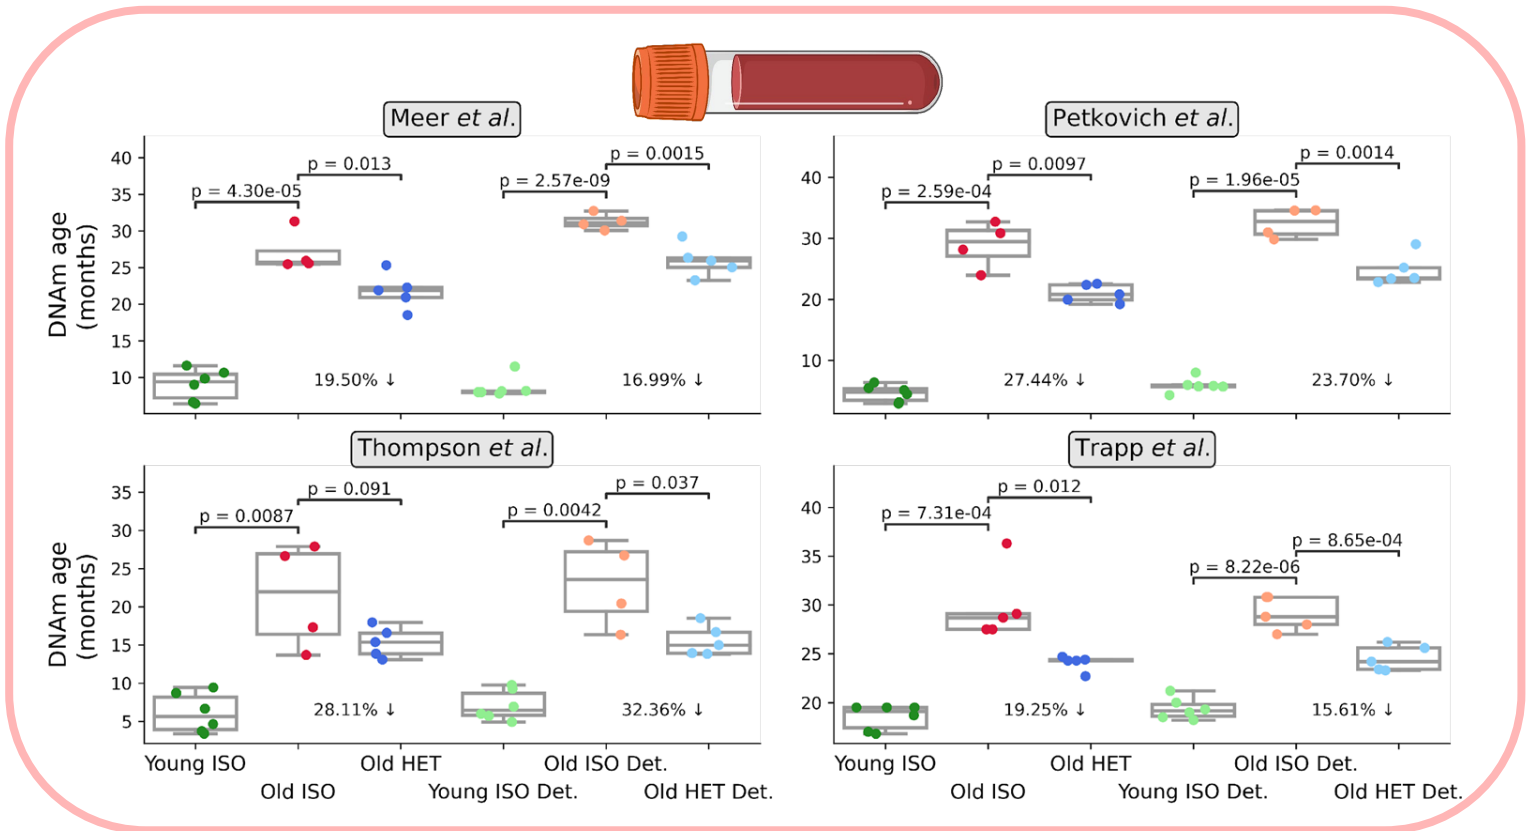 Meer et al.
Petkovich et al.
DNAm age
(months)
40
35
30
25
20
15
10
p = 4.30e-05
p = 0.013
p = 2.57e-09
p = 0.0015
19.50% ↓
16.99% ↓
40
30
20
10
p = 2.59e-04
p = 0.0097
p = 1.96e-05
p = 0.0014
27.44% ↓
23.70% ↓
Thompson et al.
Trapp et al.
DNAm age
(months)
35
30
25
20
15
10
5
p = 0.0087
p = 0.091
p = 0.0042
p = 0.037
28.11% ↓
32.36% ↓
40
35
30
25
20
p = 7.31e-04
p = 0.012
p = 8.22e-06
p = 8.65e-04
19.25% ↓
15.61% ↓
Young ISO
Old ISO
Old HET
Young ISO Det.
Old ISO Det.
Old HET Det.
Young ISO
Old ISO
Old HET
Young ISO Det.
Old ISO Det.
Old HET Det.